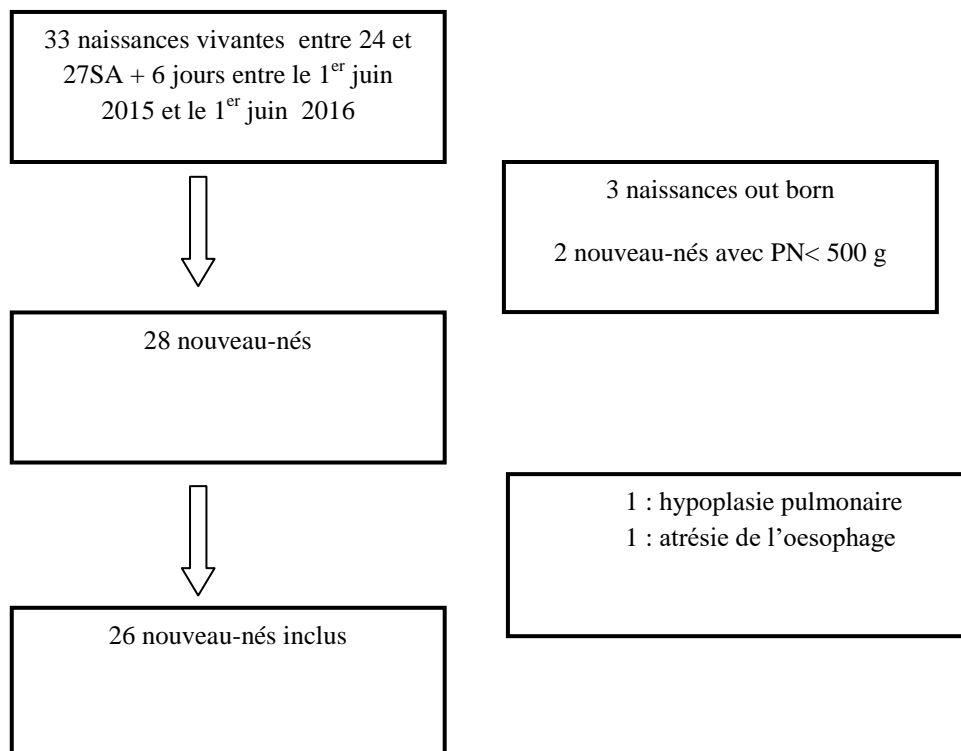 33 naissances vivantes entre 24 et
27SA + 6 jours entre le 1er juin
2015 et le 1er juin 2016
3 naissances out born
2 nouveau-nés avec PN< 500 g
28 nouveau-nés
1 : hypoplasie pulmonaire
1 : atrésie de l’oesophage
26 nouveau-nés inclus